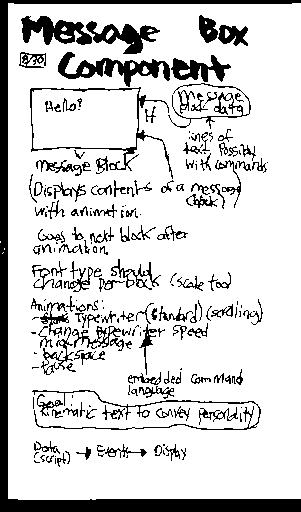 Message Box
8/30
Component
Hello?
Message
block data
lines of
text possibly
with commands
Message Block
(Displays contents of a message
block)
with animation.
Goes to next block after
animation.
Font type should
change per-block (scale too)
Animations:
- Typewriter (standard) (scrolling)
- change typewriter speed
mid-message
- backspace
- pause
embedded command
language
Goal:
Kinematic text to convey personality
Data
(script) → Events → Display